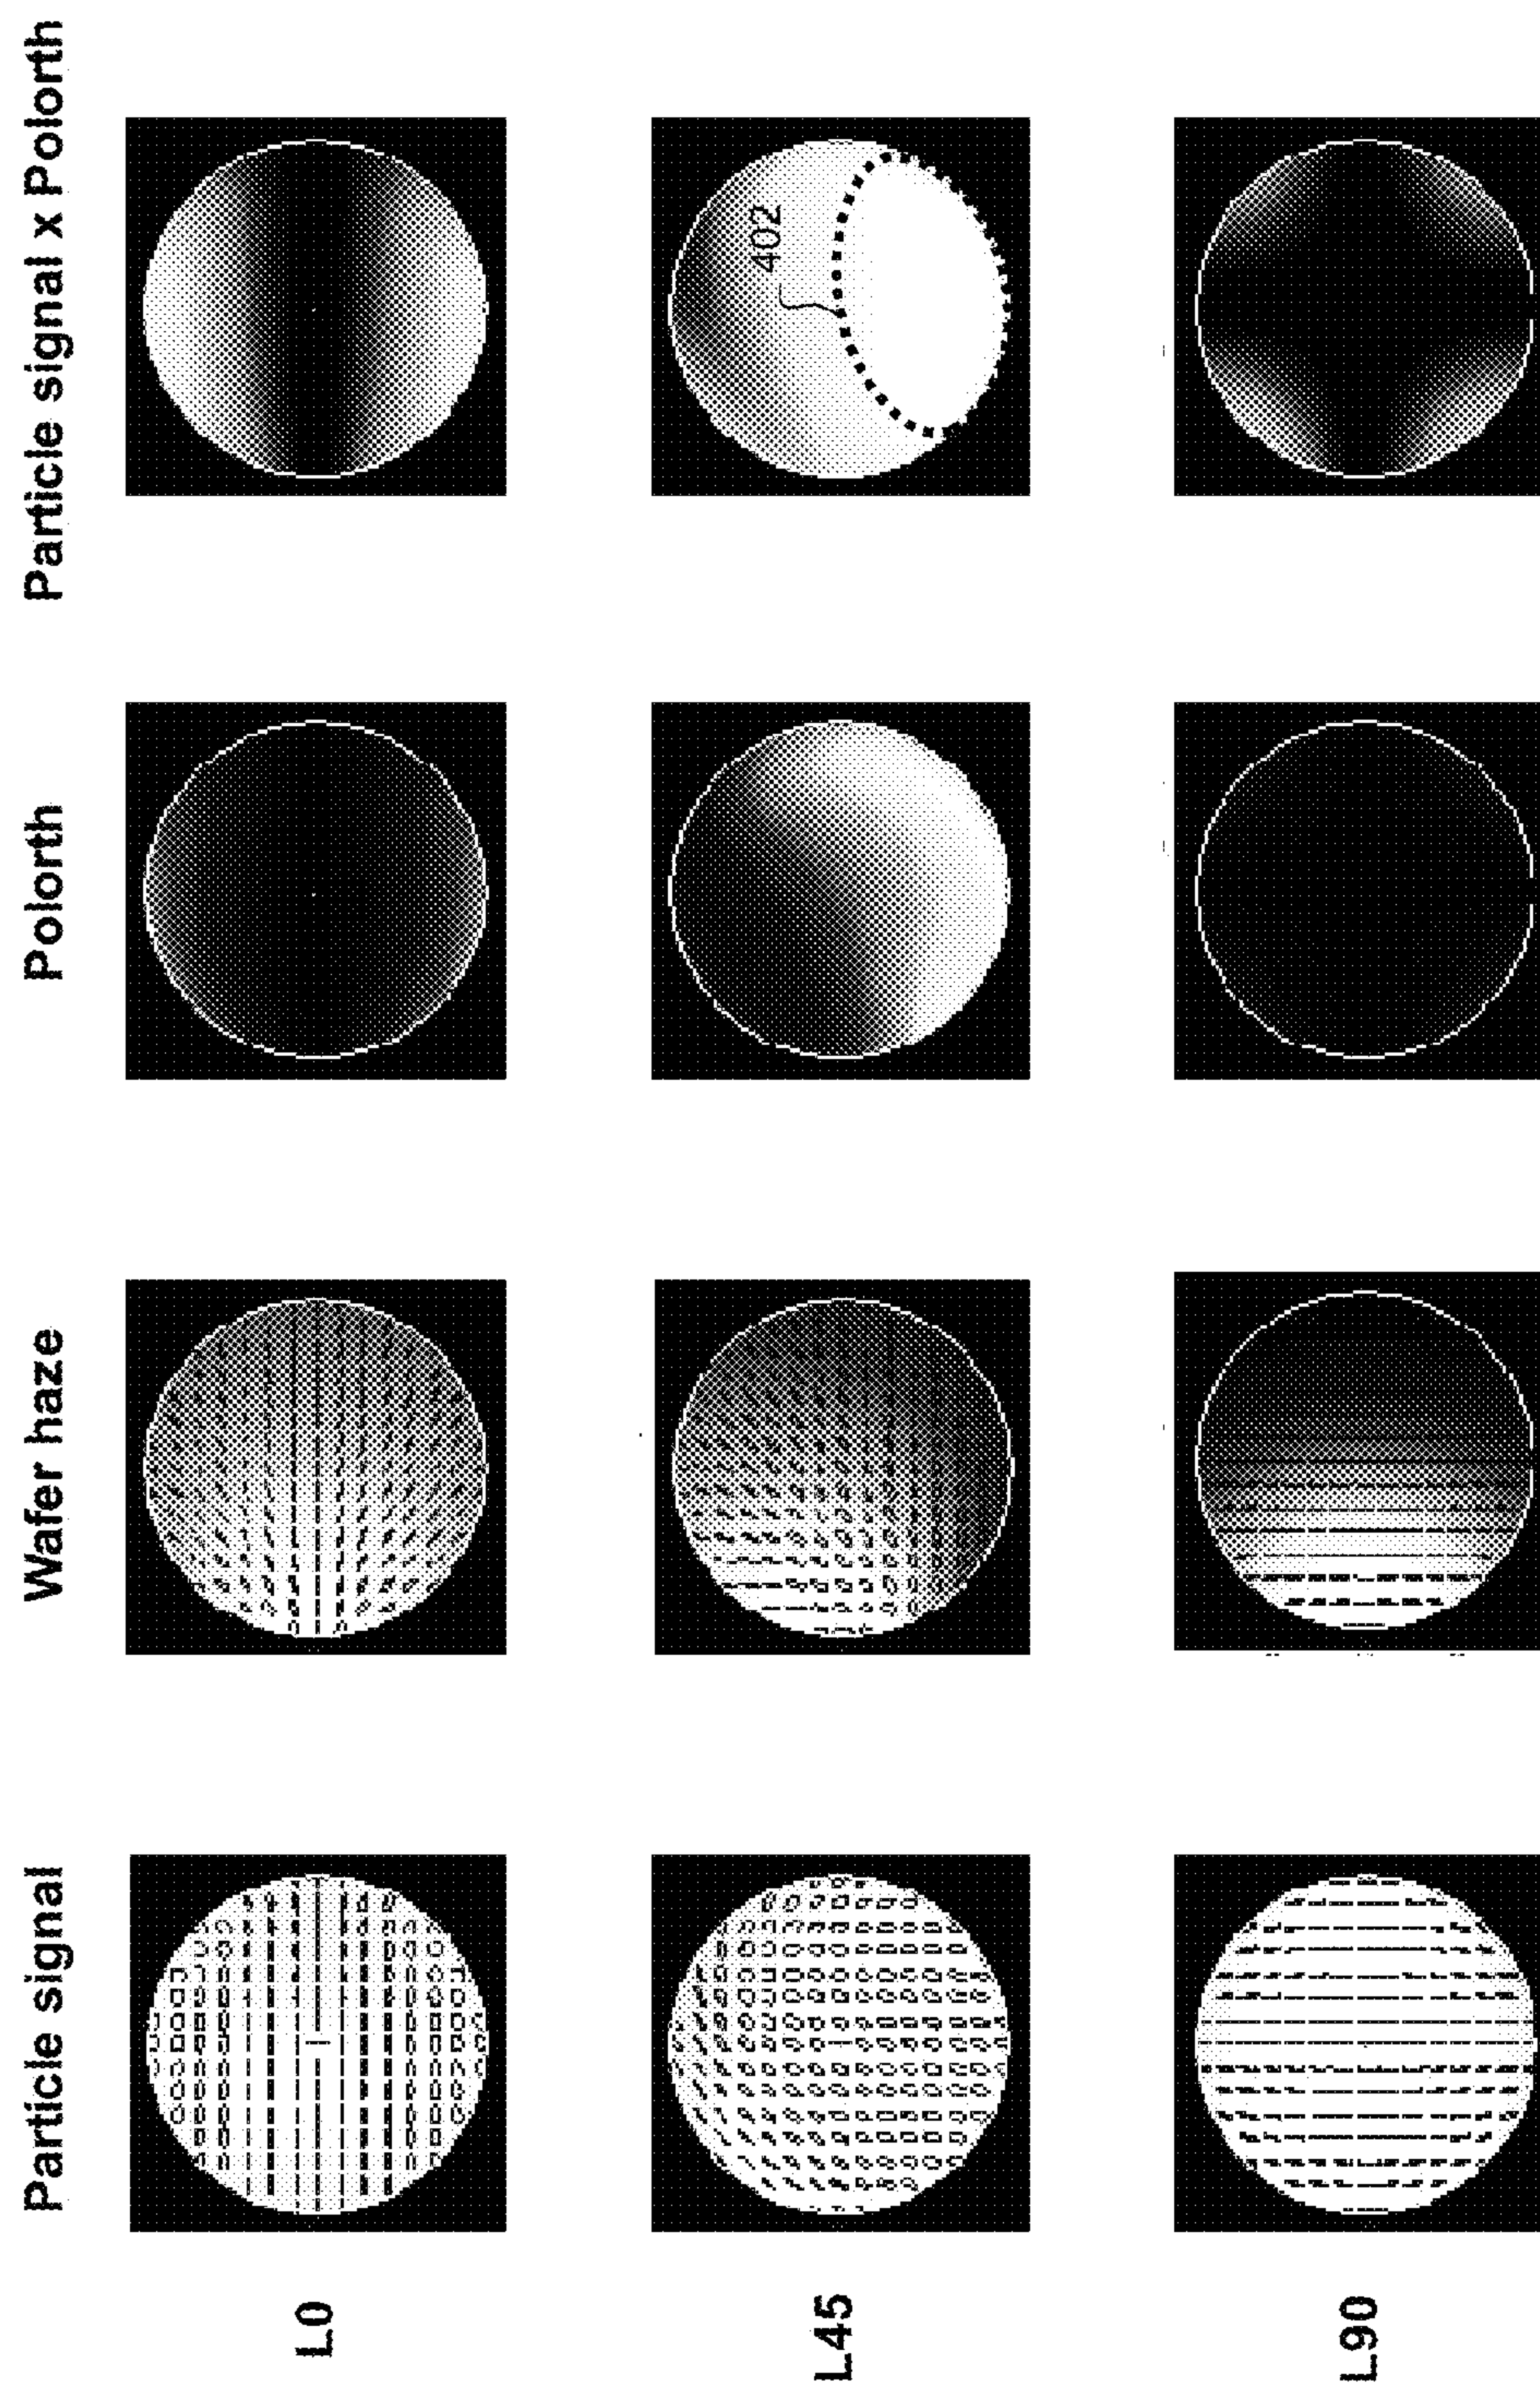 Particle signal
Wafer haze
Polorth
Particle signal x Polorth
L0
L45
402
L90